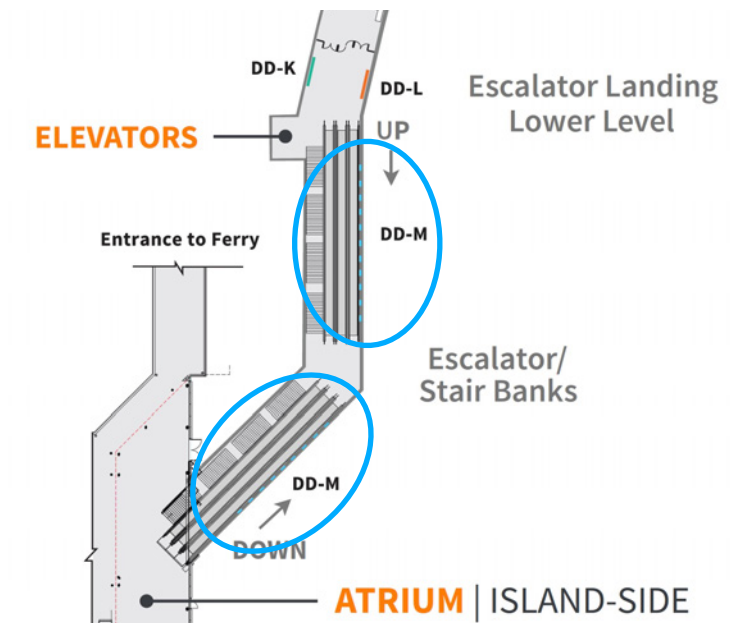 DD-K
DD-L
Escalator Landing
Lower Level
ELEVATORS
UP
DD-M
Entrance to Ferry
Escalator/
Stair Banks
DD-M
DOWN
ATRIUM | ISLAND-SIDE